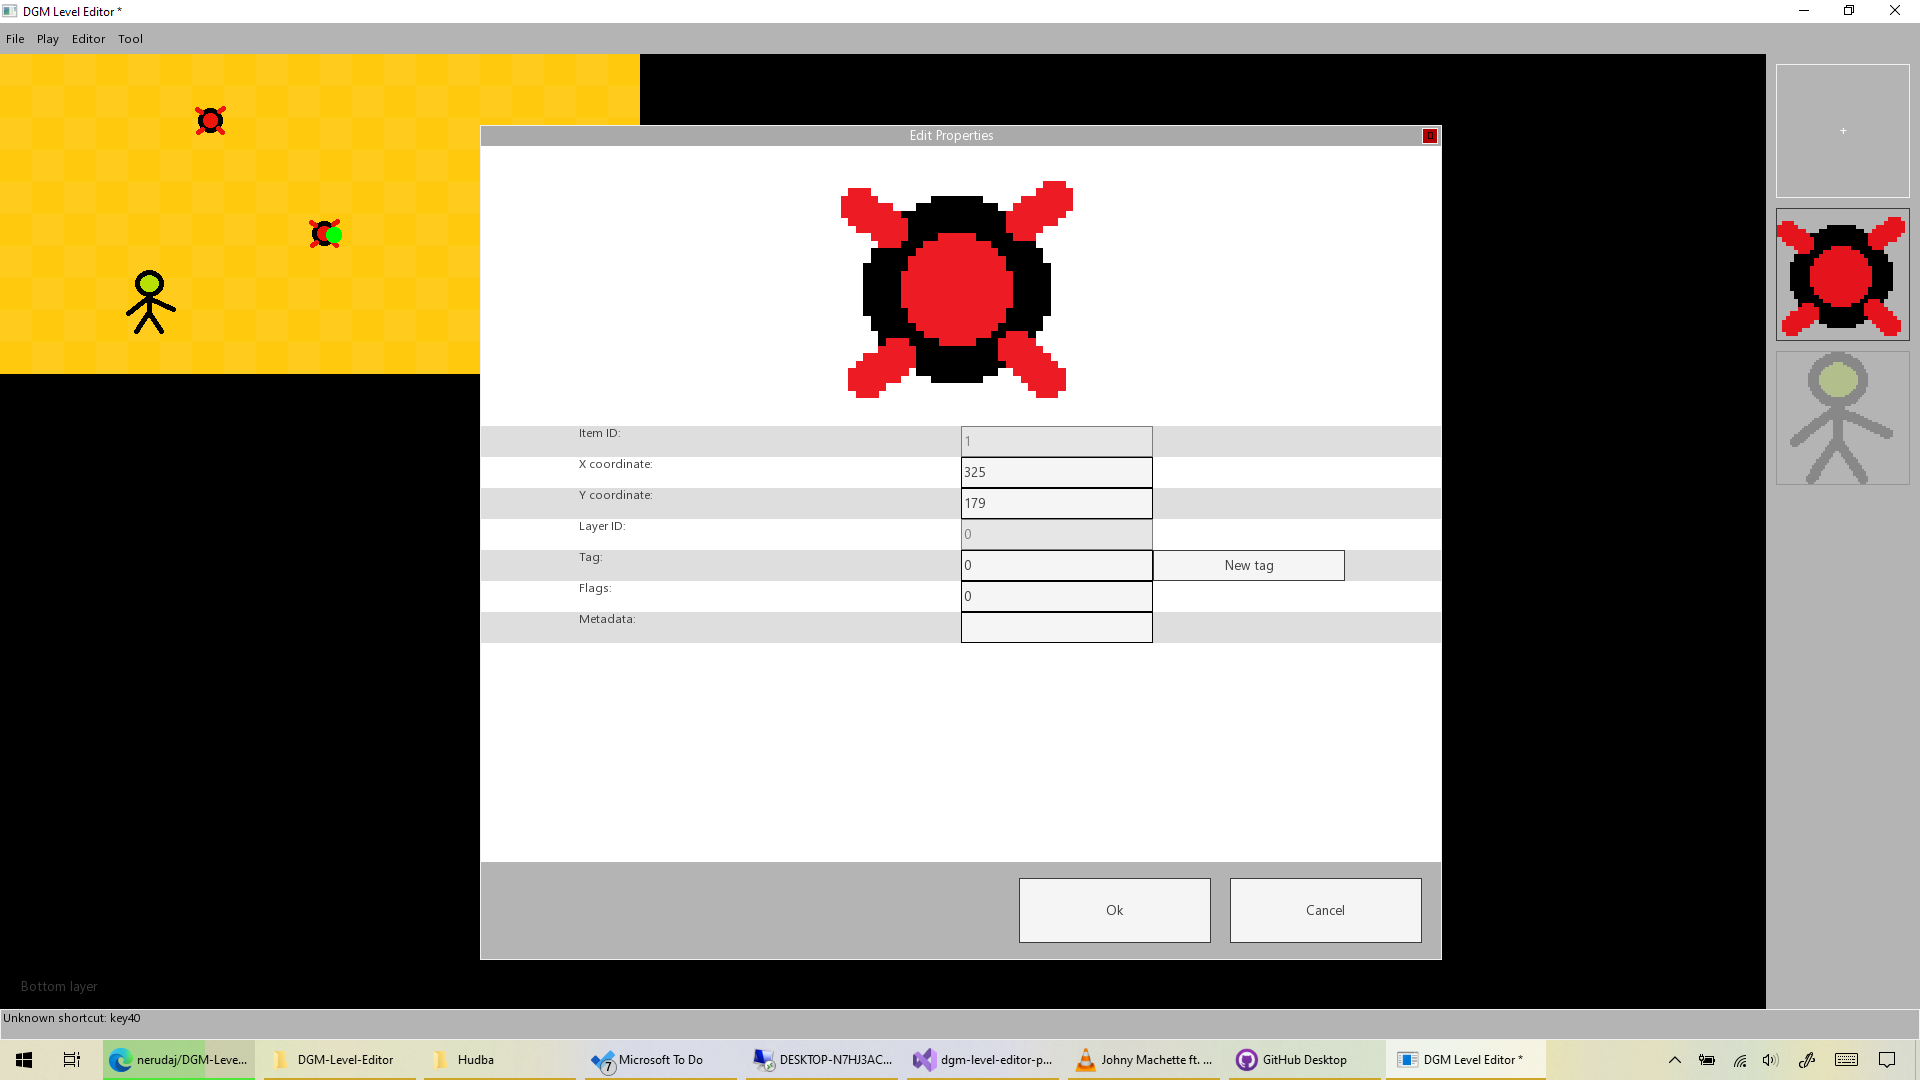 DGM Level Editor *
File Play Editor Tool
Edit Properties
+
Item ID: 1
X coordinate: 325
Y coordinate: 179
Layer ID: 0
Tag: 0 New tag
Flags: 0
Metadata:
Ok Cancel
Bottom layer
Unknown shortcut: key40
nerudaj/DGM-Leve... DGM-Level-Editor Hudba 7 Microsoft To Do DESKTOP-N7HJ3AC... dgm-level-editor-p... Johny Machette ft. ... GitHub Desktop DGM Level Editor *